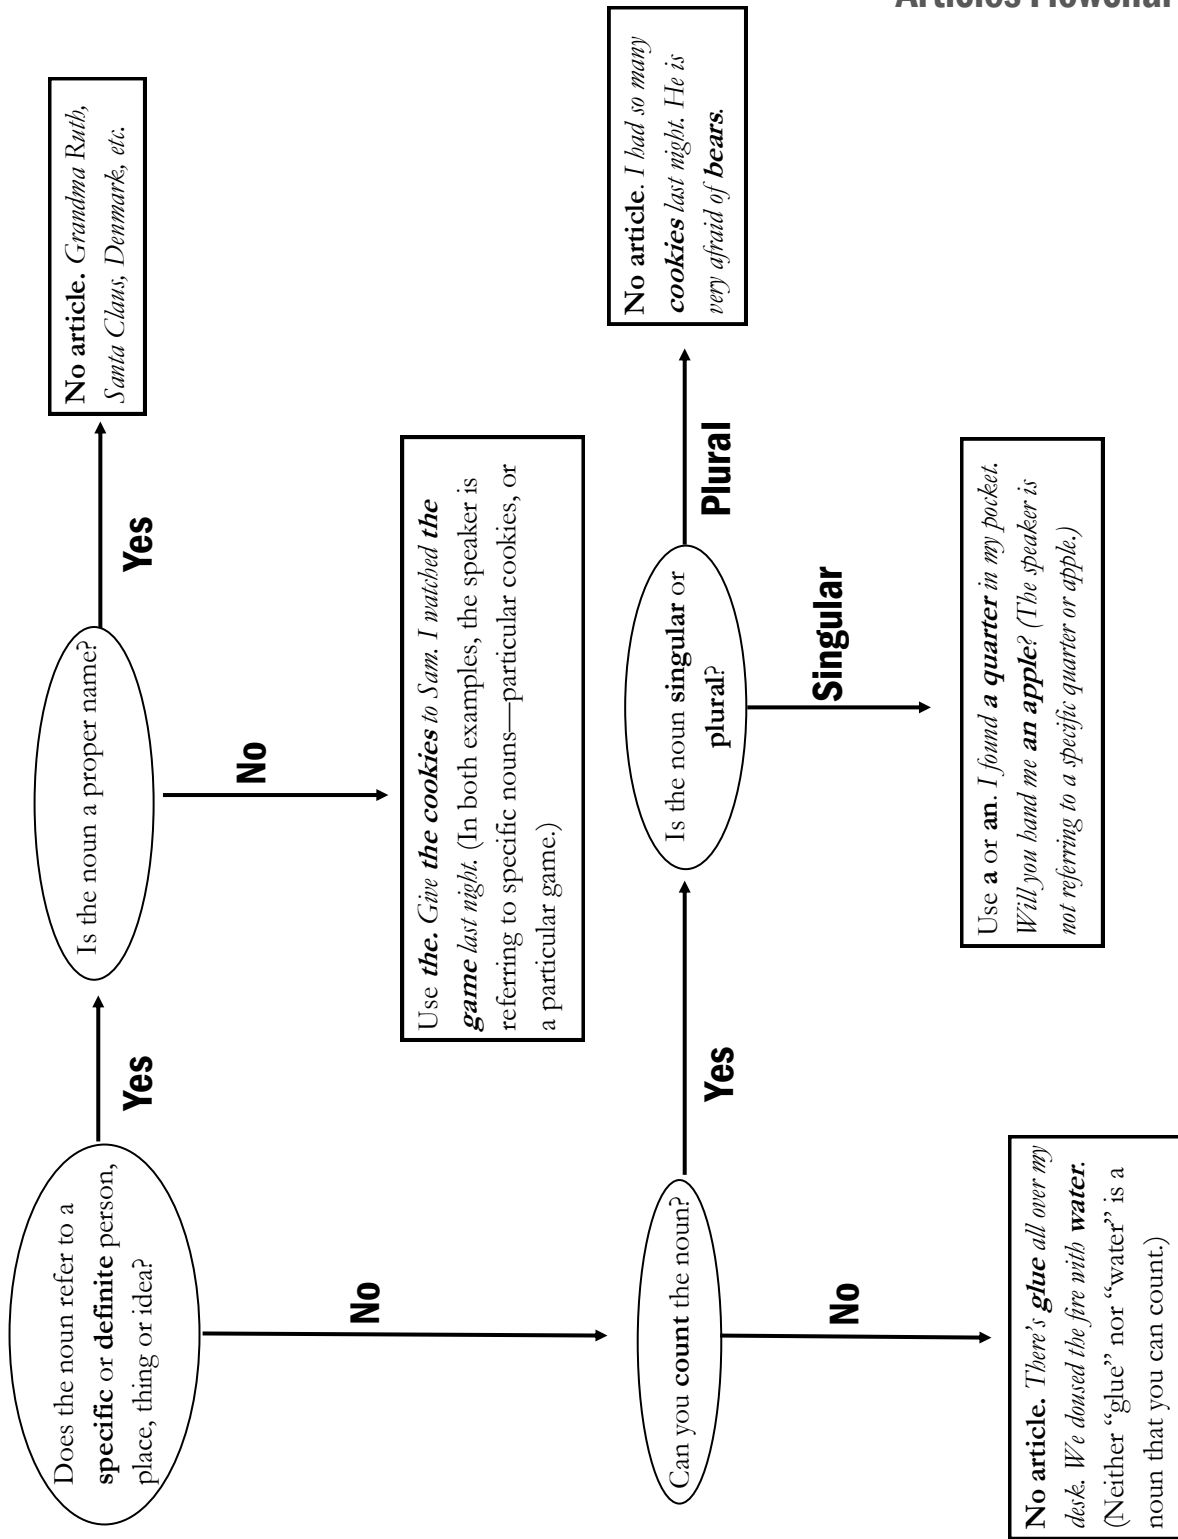 Articles Flowchar
Does the noun refer to a
specific or definite person,
place, thing or idea?
Yes
Is the noun a proper name?
Yes
No article. Grandma Ruth,
Santa Claus, Denmark, etc.
No
Use the. Give the cookies to Sam. I watched the
game last night. (In both examples, the speaker is
referring to specific nouns—particular cookies, or
a particular game.)
No
Can you count the noun?
Yes
Is the noun singular or
plural?
Plural
No article. I had so many
cookies last night. He is
very afraid of bears.
Singular
Use a or an. I found a quarter in my pocket.
Will you hand me an apple? (The speaker is
not referring to a specific quarter or apple.)
No
No article. There's glue all over my
desk. We doused the fire with water.
(Neither “glue” nor “water” is a
noun that you can count.)